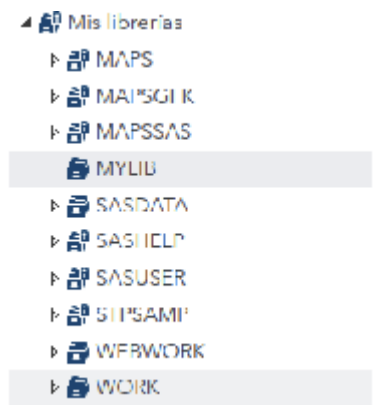 Mis librerías
MAPS
MAPSGFK
MAPSSAS
MYLIB
SASDATA
SASHELP
SASUSER
STPSAMP
WEBWORK
WORK